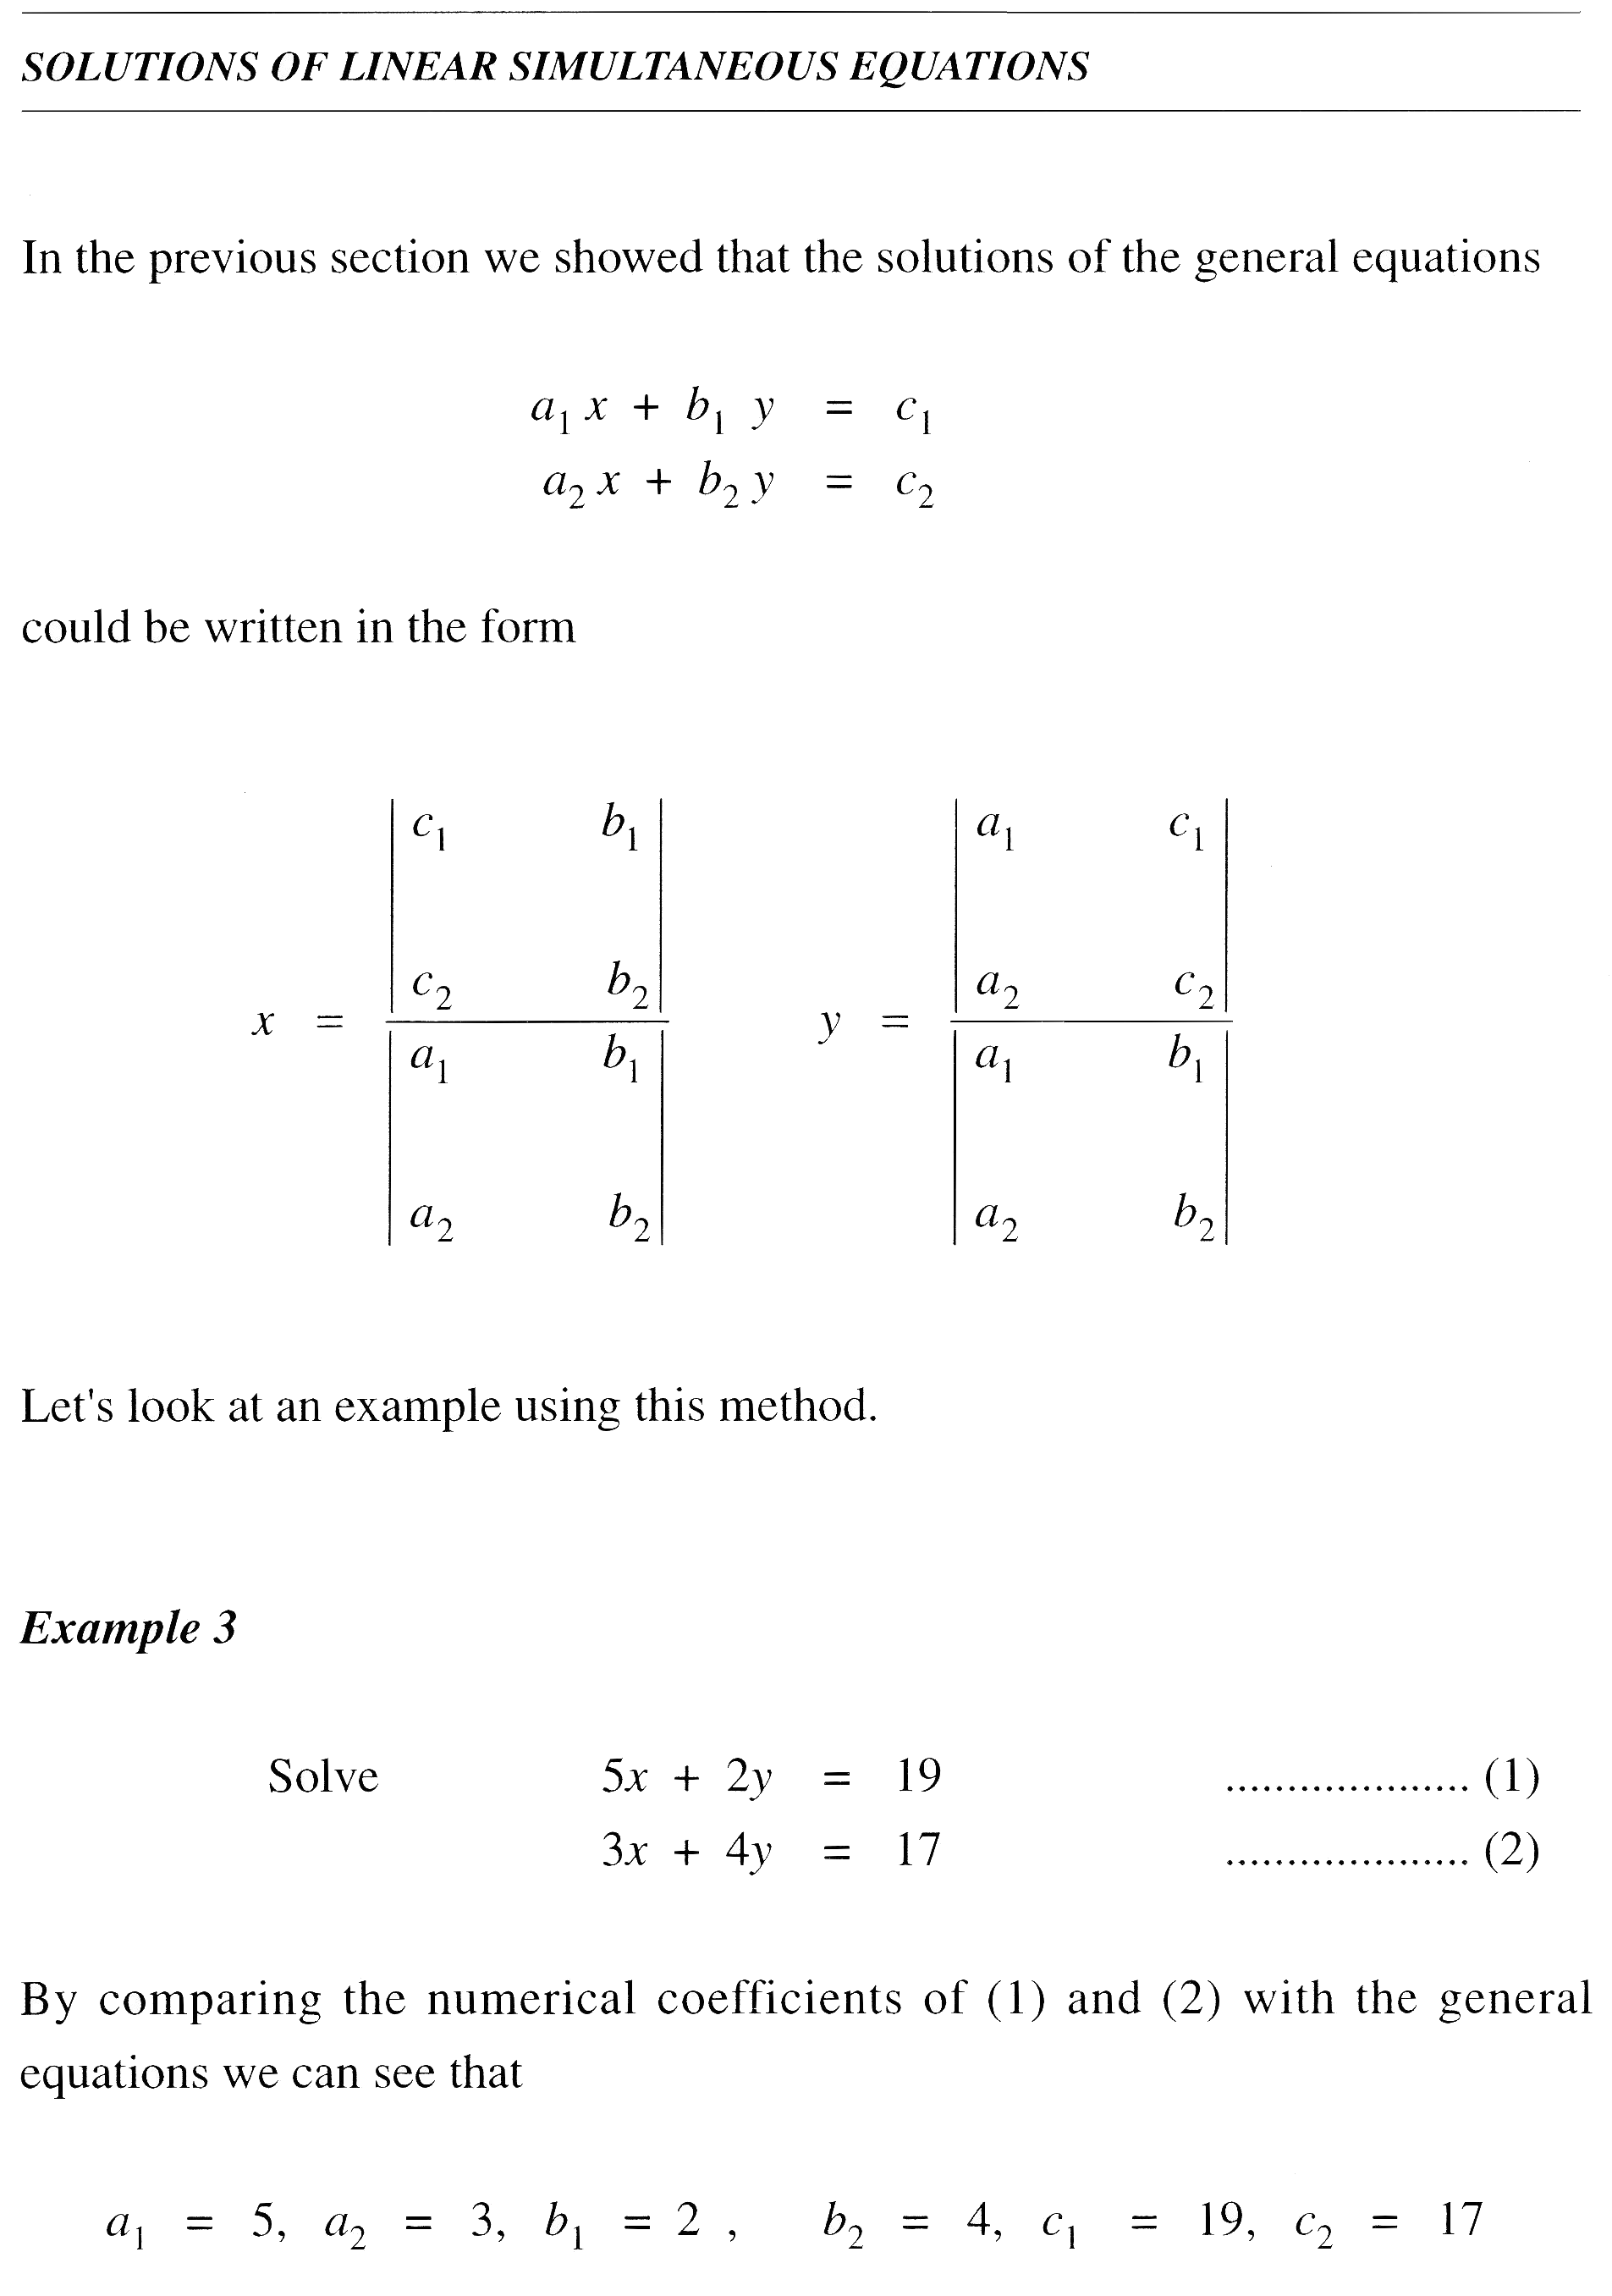 SOLUTIONS OF LINEAR SIMULTANEOUS EQUATIONS
In the previous section we showed that the solutions of the general equations
a₁ x + b₁ y = c₁
a₂ x + b₂ y = c₂
could be written in the form
c₁ b₁ a₁ c₁
c₂ b₂ a₂ c₂
x = y =
a₁ b₁ a₁ b₁
a₂ b₂ a₂ b₂
Let's look at an example using this method.
Example 3
Solve 5x + 2y = 19 .................... (1)
3x + 4y = 17 .................... (2)
By comparing the numerical coefficients of (1) and (2) with the general
equations we can see that
a₁ = 5, a₂ = 3, b₁ = 2 , b₂ = 4, c₁ = 19, c₂ = 17